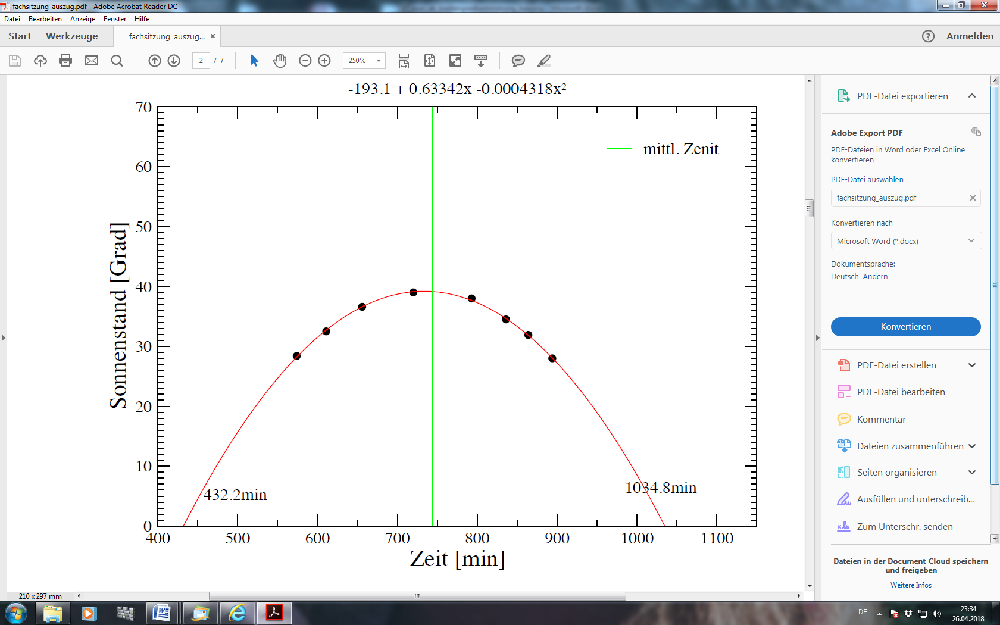 fachsitzung_auszug.pdf - Adobe Acrobat Reader DC
Datei Bearbeiten Anzeige Fenster Hilfe
Start Werkzeuge fachsitzung_auszug... × ? Anmelden
2 / 7 250%
-193.1 + 0.63342x -0.0004318x²
70
60
50
40
30
20
10
0
Sonnenstand [Grad]
mittl. Zenit
432.2min
1034.8min
400 500 600 700 800 900 1000 1100
Zeit [min]
210 x 297 mm
PDF-Datei exportieren
Adobe Export PDF
PDF-Dateien in Word oder Excel Online
konvertieren
PDF-Datei auswählen
fachsitzung_auszug.pdf
Konvertieren nach
Microsoft Word (*.docx)
Dokumentsprache:
Deutsch Ändern
Konvertieren
PDF-Datei erstellen
PDF-Datei bearbeiten
Kommentar
Dateien zusammenführen
Seiten organisieren
Ausfüllen und unterschreib...
Zum Unterschr. senden
Dateien in der Document Cloud speichern
und freigeben
Weitere Infos
DE
23:34
26.04.2018